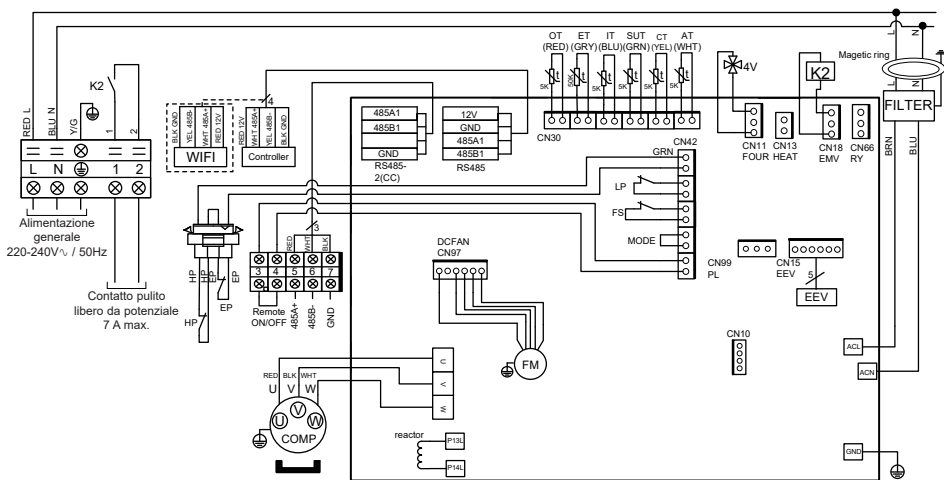 OT ET IT SUT CT AT
(RED) (GRY) (BLU) (GRN) (YEL) (WHT)
t t t t t t
5K 50K 5K 5K 5K 5K
CN30
4V
K2
L N
Magetic ring
L N
FILTER
BRN
BLU
CN11
FOUR
CN13
HEAT
CN18
EMV
CN66
RY
K2
RED L
BLU N
Y/G
1
2
L N 1 2
Alimentazione
generale
220-240V∿ / 50Hz
Contatto pulito
libero da potenziale
7 A max.
4
BLK GND
YEL 485B-
WHT 485A+
RED 12V
WIFI
RED 12V
WHT 485A+
YEL 485B-
BLK GND
Controller
485A1
485B1
GND
RS485-
2(CC)
12V
GND
485A1
485B1
RS485
CN42
GRN
LP
FS
MODE
CN99
PL
CN15
EEV
5
EEV
CN10
DCFAN
CN97
FM
HP
HP
EP
EP
HP
EP
3
RED
WHT
BLK
3 4 5 6 7
Remote
ON/OFF
485A+
485B-
GND
RED BLK WHT
U V W
U
V
W
COMP
U
V
W
reactor
P13L
P14L
ACL
ACN
GND